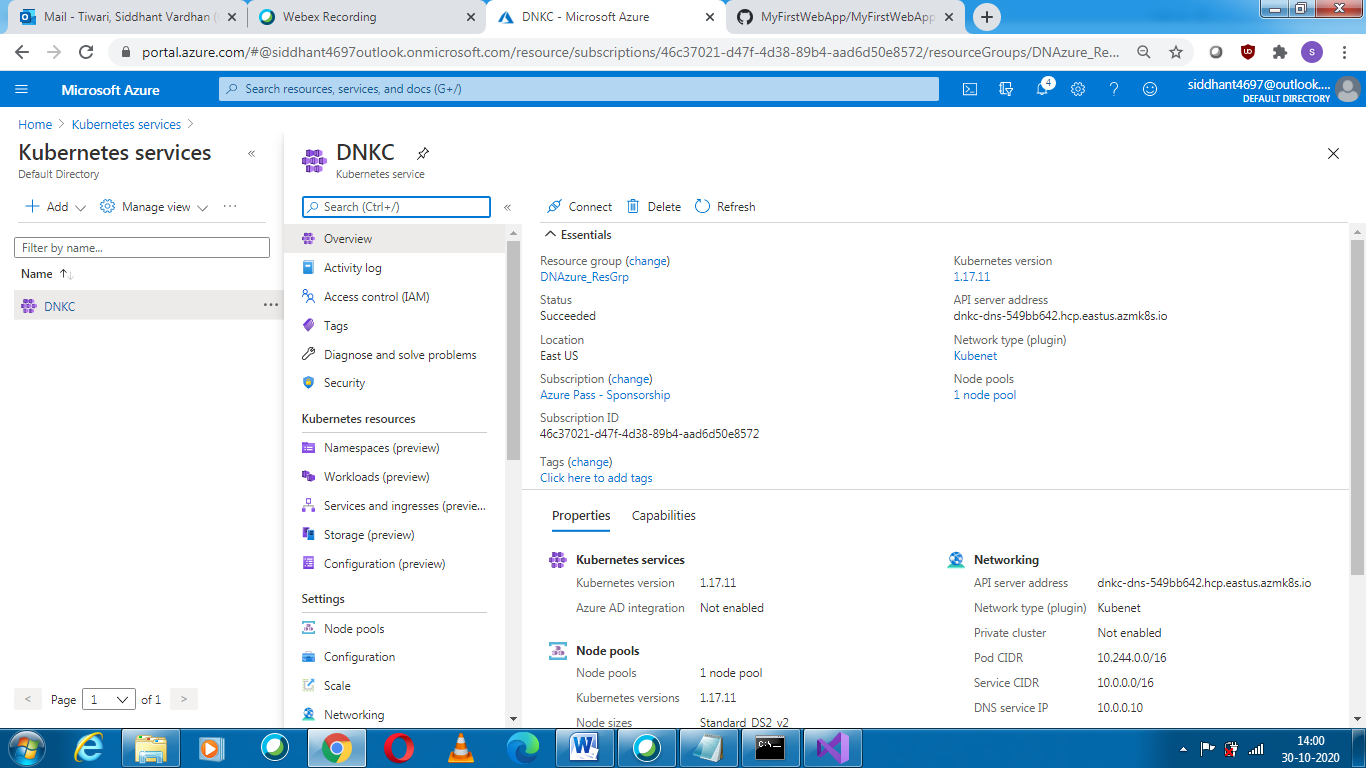 Mail - Tiwari, Siddhant Vardhan (
Webex Recording
DNKC - Microsoft Azure
MyFirstWebApp/MyFirstWebApp
portal.azure.com/#@siddhant4697outlook.onmicrosoft.com/resource/subscriptions/46c37021-d47f-4d38-89b4-aad6d50e8572/resourceGroups/DNAzure_Re...
S
Microsoft Azure
Search resources, services, and docs (G+/)
4
siddhant4697@outlook....
DEFAULT DIRECTORY
Home > Kubernetes services >
Kubernetes services
Default Directory
Add
Manage view
Filter by name...
Name
DNKC
Page 1 of 1
DNKC
Kubernetes service
Search (Ctrl+/)
Overview
Activity log
Access control (IAM)
Tags
Diagnose and solve problems
Security
Kubernetes resources
Namespaces (preview)
Workloads (preview)
Services and ingresses (previe...
Storage (preview)
Configuration (preview)
Settings
Node pools
Configuration
Scale
Networking
Connect
Delete
Refresh
Essentials
Resource group (change)
DNAzure_ResGrp
Status
Succeeded
Location
East US
Subscription (change)
Azure Pass - Sponsorship
Subscription ID
46c37021-d47f-4d38-89b4-aad6d50e8572
Tags (change)
Click here to add tags
Kubernetes version
1.17.11
API server address
dnkc-dns-549bb642.hcp.eastus.azmk8s.io
Network type (plugin)
Kubenet
Node pools
1 node pool
Properties
Capabilities
Kubernetes services
Kubernetes version 1.17.11
Azure AD integration Not enabled
Node pools
Node pools 1 node pool
Kubernetes versions 1.17.11
Node sizes Standard_DS2_v2
Networking
API server address dnkc-dns-549bb642.hcp.eastus.azmk8s.io
Network type (plugin) Kubenet
Private cluster Not enabled
Pod CIDR 10.244.0.0/16
Service CIDR 10.0.0.0/16
DNS service IP 10.0.0.10
14:00
30-10-2020